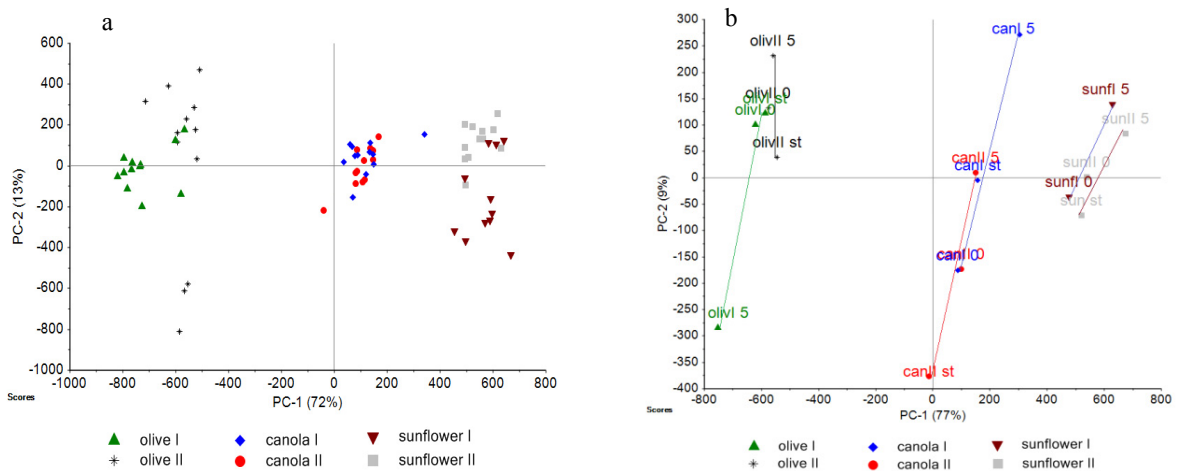 a
600
400
200
0
-200
-400
-600
-800
-1000
PC-2 (13%)
-1000 -800 -600 -400 -200 0 200 400 600 800
Scores
PC-1 (72%)
olive I canola I sunflower I
olive II canola II sunflower II
b
300
250
200
150
100
50
0
-50
-100
-150
-200
-250
-300
-350
-400
PC-2 (9%)
canI 5
olivII 5
olivII 0
olivI st
olivI 0
olivII st
sunfI 5
sunII 5
canII 5
canI st
sunII 0
sunfI 0
sun st
canI 0
canII 0
olivI 5
canII st
-800 -600 -400 -200 0 200 400 600 800
Scores
PC-1 (77%)
olive I canola I sunflower I
olive II canola II sunflower II